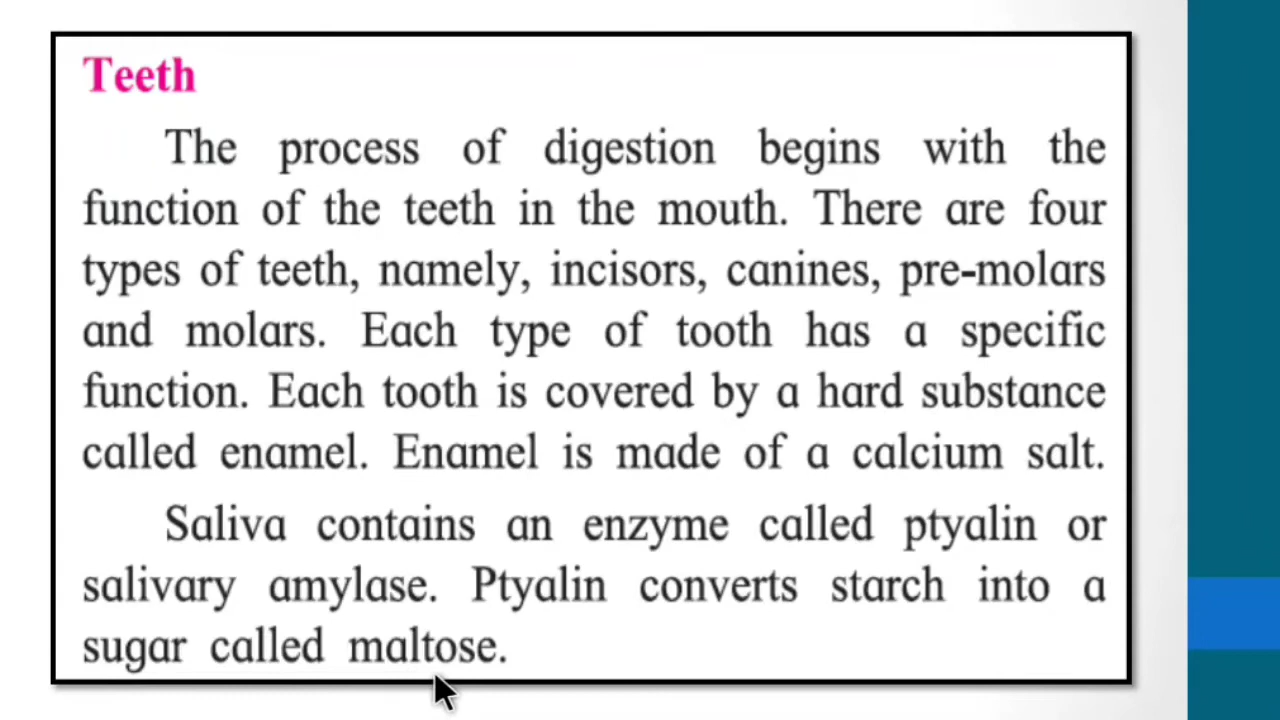 Teeth
The process of digestion begins with the
function of the teeth in the mouth. There are four
types of teeth, namely, incisors, canines, pre-molars
and molars. Each type of tooth has a specific
function. Each tooth is covered by a hard substance
called enamel. Enamel is made of a calcium salt.
Saliva contains an enzyme called ptyalin or
salivary amylase. Ptyalin converts starch into a
sugar called maltose.